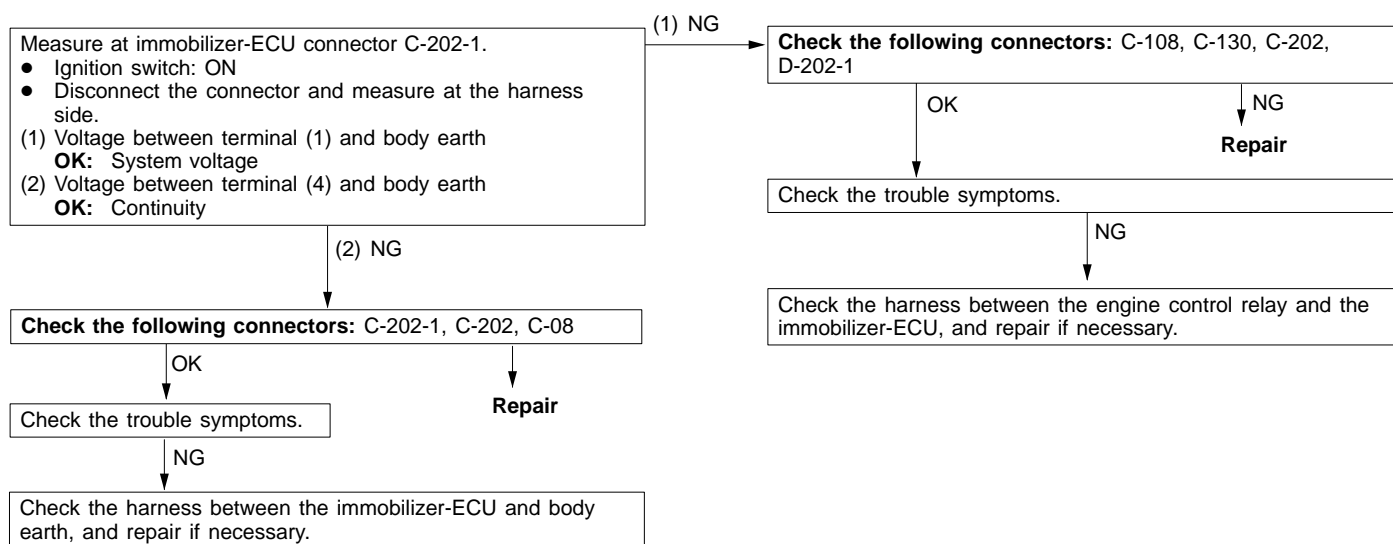 Measure at immobilizer-ECU connector C-202-1.
● Ignition switch: ON
● Disconnect the connector and measure at the harness
side.
(1) Voltage between terminal (1) and body earth
OK: System voltage
(2) Voltage between terminal (4) and body earth
OK: Continuity
(1) NG
Check the following connectors: C-108, C-130, C-202,
D-202-1
OK
NG
Repair
Check the trouble symptoms.
NG
Check the harness between the engine control relay and the
immobilizer-ECU, and repair if necessary.
(2) NG
Check the following connectors: C-202-1, C-202, C-08
OK
Repair
Check the trouble symptoms.
NG
Check the harness between the immobilizer-ECU and body
earth, and repair if necessary.